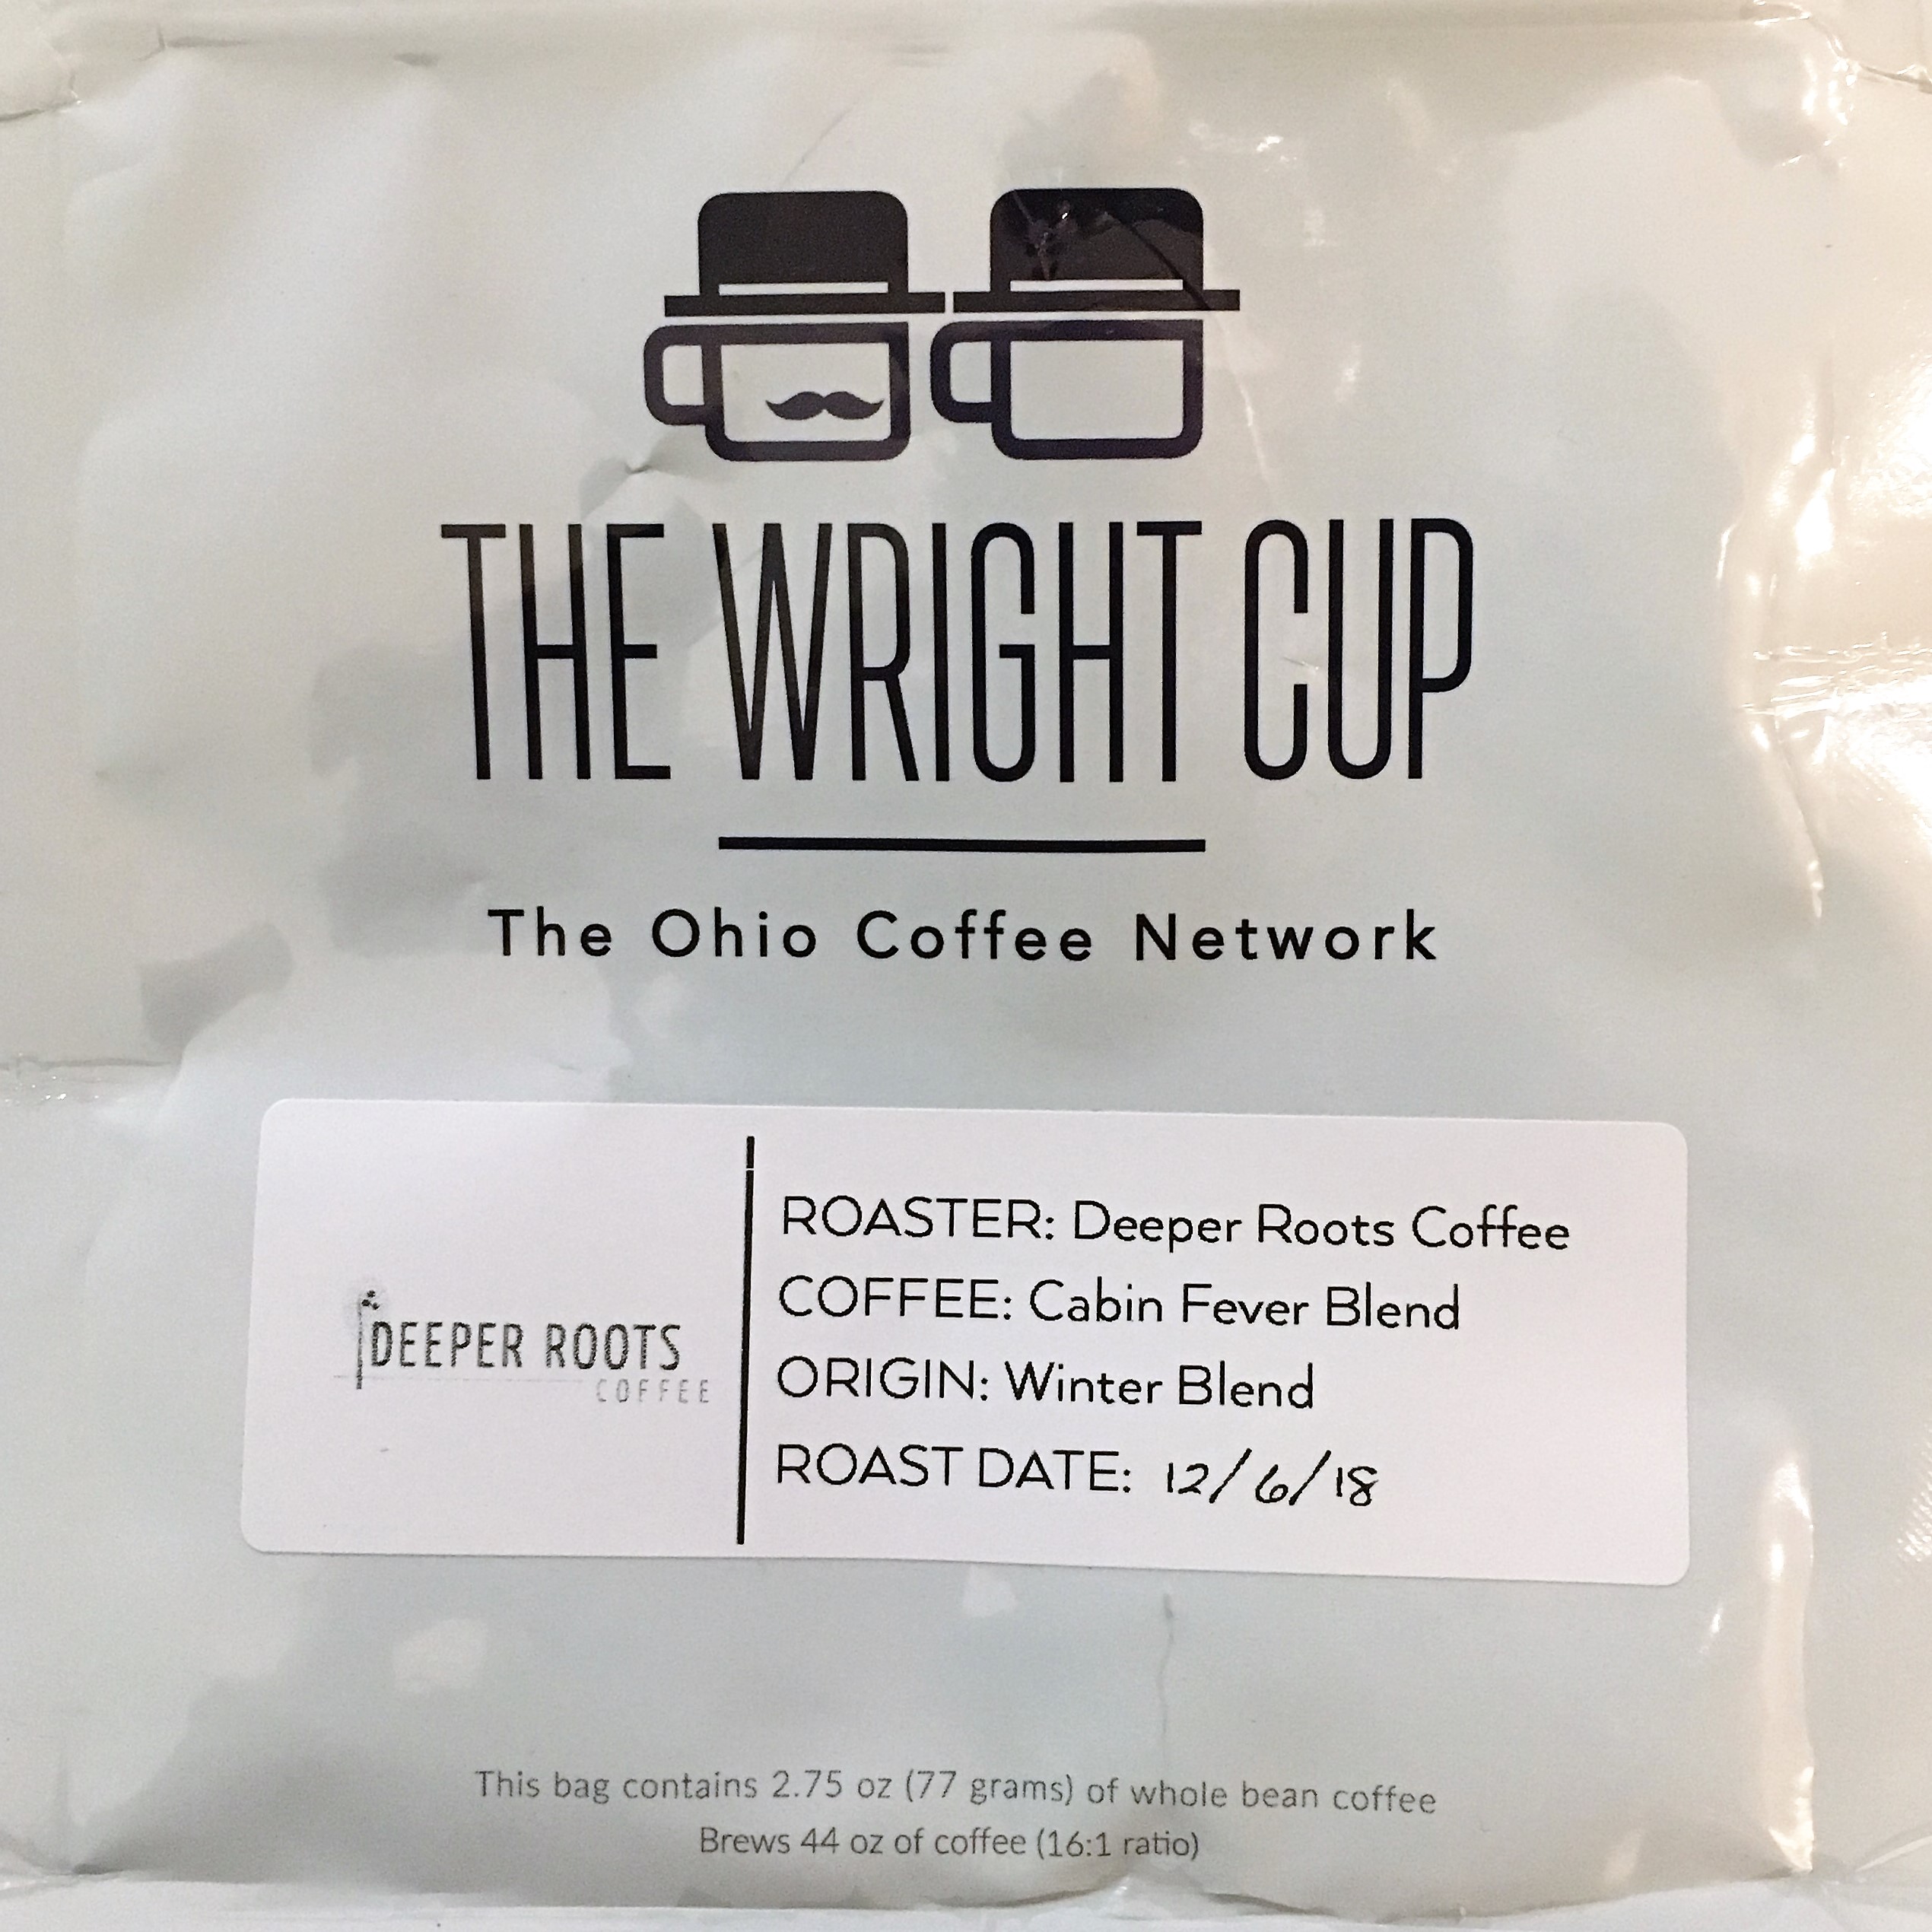 THE WRIGHT CUP
The Ohio Coffee Network
DEEPER ROOTS
COFFEE
ROASTER: Deeper Roots Coffee
COFFEE: Cabin Fever Blend
ORIGIN: Winter Blend
ROAST DATE: 12/6/18
This bag contains 2.75 oz (77 grams) of whole bean coffee
Brews 44 oz of coffee (16:1 ratio)